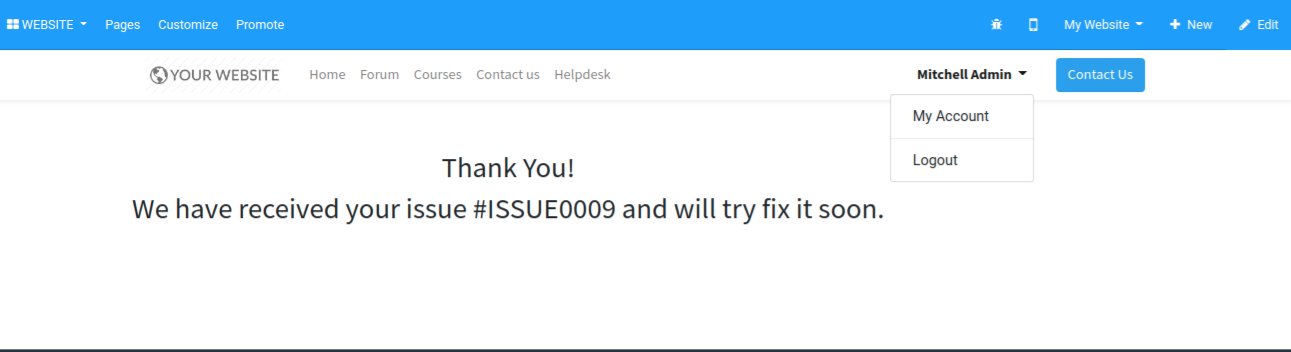 WEBSITE Pages Customize Promote My Website New Edit
YOUR WEBSITE Home Forum Courses Contact us Helpdesk Mitchell Admin Contact Us
My Account
Logout
Thank You!
We have received your issue #ISSUE0009 and will try fix it soon.